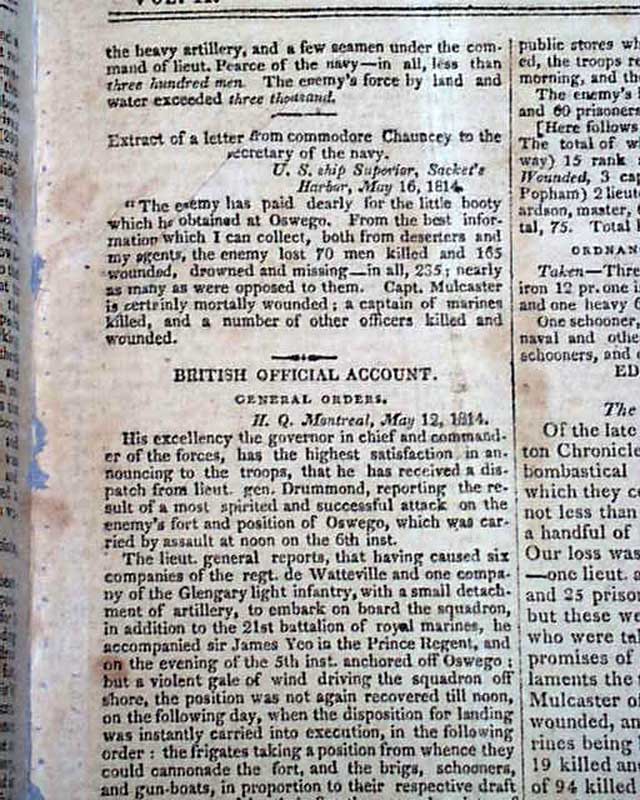 the heavy artillery, and a few seamen under the com-
mand of lieut. Pearce of the navy—in all, less than
three hundred men. The enemy's force by land and
water exceeded three thousand.
Extract of a letter from commodore Chauncey to the
secretary of the navy.
U. S. ship Superior, Sacket's
Harbor, May 16, 1814.
"The enemy has paid dearly for the little booty
which he obtained at Oswego. From the best infor-
mation which I can collect, both from deserters and
my agents, the enemy lost 70 men killed and 165
wounded, drowned and missing—in all, 235; nearly
as many as were opposed to them. Capt. Mulcaster
is certrinly mortally wounded; a captain of marines
killed, and a number of other officers killed and
wounded.
BRITISH OFFICIAL ACCOUNT.
GENERAL ORDERS.
H. Q. Montreal, May 12, 1814.
His excellency the governor in chief and command-
er of the forces, has the highest satisfaction in an-
nouncing to the troops, that he has received a dis-
patch from lieut. gen. Drummond, reporting the re-
sult of a most spirited and successful attack on the
enemy's fort and position of Oswego, which was car-
ried by assault at noon on the 6th inst.
The lieut. general reports, that having caused six
companies of the regt. de Watteville and one compa-
ny of the Glengary light infantry, with a small detach-
ment of artillery, to embark on board the squadron,
in addition to the 21st battalion of royal marines, he
accompanied sir James Yeo in the Prince Regent, and
on the evening of the 5th inst. anchored off Oswego;
but a violent gale of wind driving the squadron off
shore, the position was not again recovered till noon,
on the following day, when the disposition for landing
was instantly carried into execution, in the following
order: the frigates taking a position from whence they
could cannonade the fort, and the brigs, schooners,
and gun-boats, in proportion to their respective draft
public stores
ed, the troops
morning, and
The enemy's
and 60 prisoners
[Here follows
The total of
way) 15 rank
Wounded, 3
Popham) 2
ardson, master,
tal, 75. Total
Taken—
iron 12 pr. one
and one heavy
One schooner,
naval and
schooners, and
ED
The
Of the late
ton Chronicle
bombastical
which they
not less than
a handful of
Our loss was
—one lieut.
and 25
but these
who were
promises of
laments the
Mulcaster
wounded,
rines being
19 killed
of 94 killed